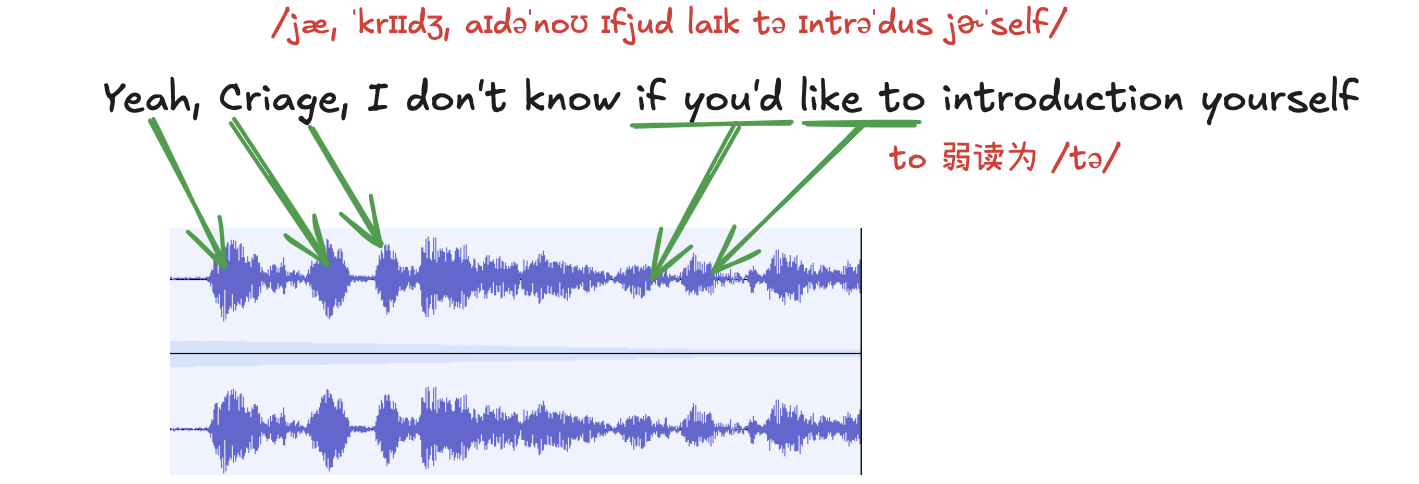 /jæ, ˈkrɪɪdʒ, aɪdəˈnoʊ ɪfjud laɪk tə ɪntrəˈdus jɚˈself/
Yeah, Criage, I don't know if you'd like to introduction yourself
to 弱读为 /tə/